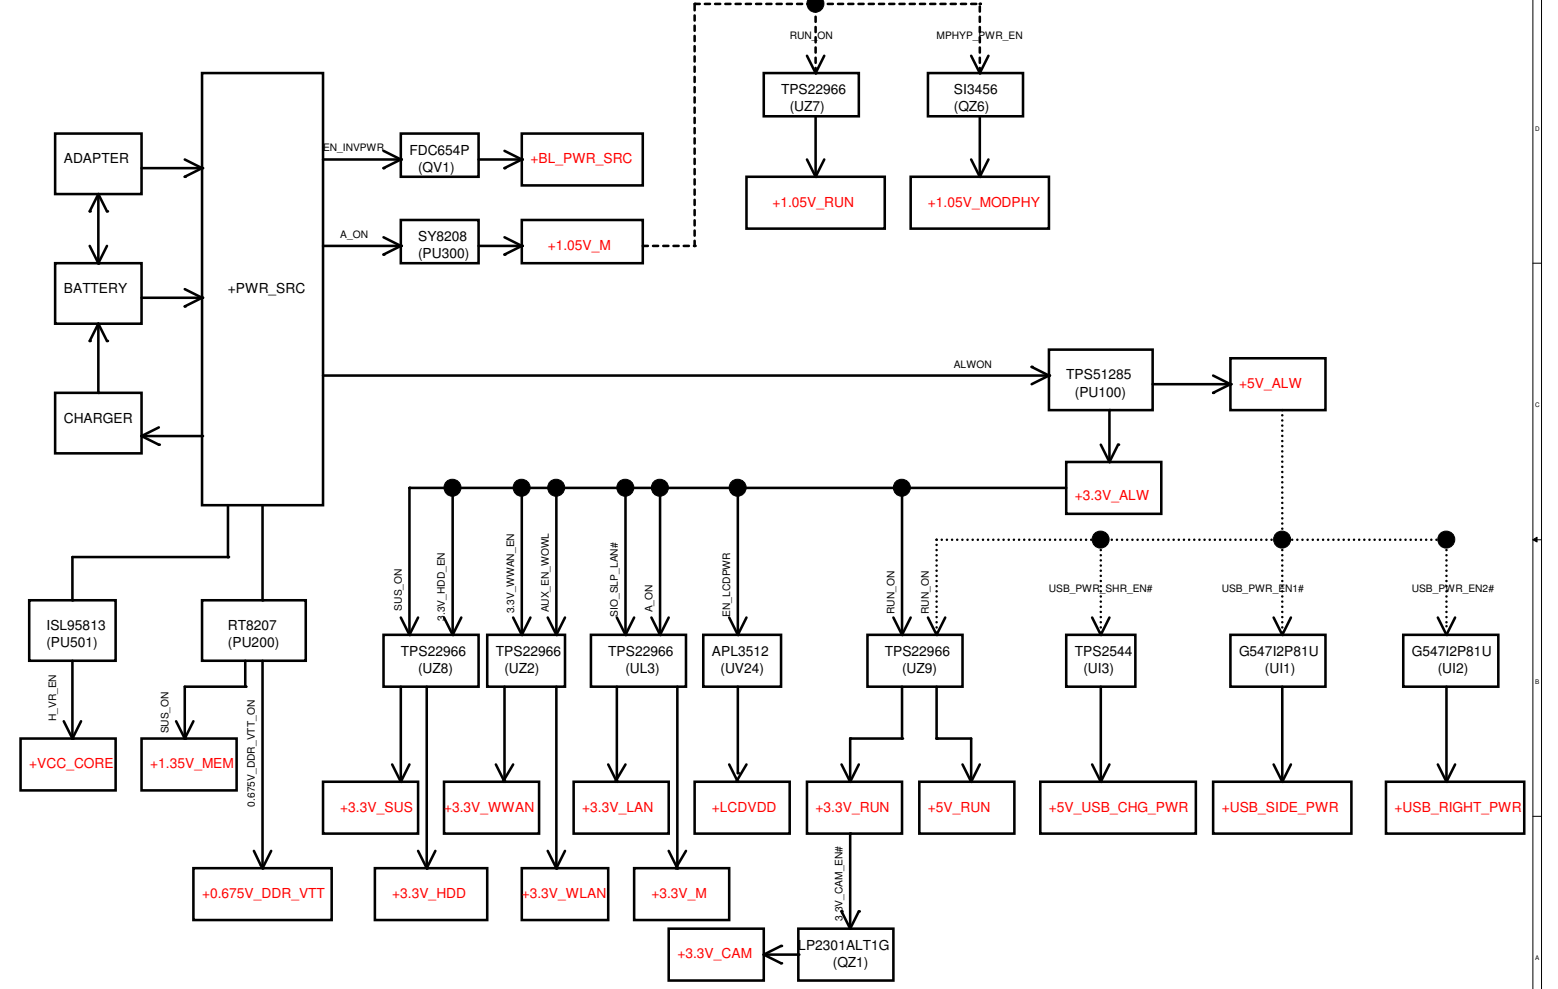 RUN_ON
MPHYP_PWR_EN
TPS22966
(UZ7)
SI3456
(QZ6)
D
ADAPTER
EN_INVPWR
FDC654P
(QV1)
+BL_PWR_SRC
+1.05V_RUN
+1.05V_MODPHY
A_ON
SY8208
(PU300)
+1.05V_M
BATTERY
+PWR_SRC
ALWON
TPS51285
(PU100)
+5V_ALW
CHARGER
C
+3.3V_ALW
SUS_ON
3.3V_HDD_EN
3.3V_WWAN_EN
AUX_EN_WOWL
SIO_SLP_LAN#
A_ON
EN_LCDPWR
RUN_ON
RUN_ON
USB_PWR_SHR_EN#
USB_PWR_EN1#
USB_PWR_EN2#
ISL95813
(PU501)
RT8207
(PU200)
TPS22966
(UZ8)
TPS22966
(UZ2)
TPS22966
(UL3)
APL3512
(UV24)
TPS22966
(UZ9)
TPS2544
(UI3)
G547I2P81U
(UI1)
G547I2P81U
(UI2)
B
H_VR_EN
SUS_ON
0.675V_DDR_VTT_ON
+VCC_CORE
+1.35V_MEM
+3.3V_SUS
+3.3V_WWAN
+3.3V_LAN
+LCDVDD
+3.3V_RUN
+5V_RUN
+5V_USB_CHG_PWR
+USB_SIDE_PWR
+USB_RIGHT_PWR
+0.675V_DDR_VTT
+3.3V_HDD
+3.3V_WLAN
+3.3V_M
3.3V_CAM_EN#
+3.3V_CAM
LP2301ALT1G
(QZ1)
A